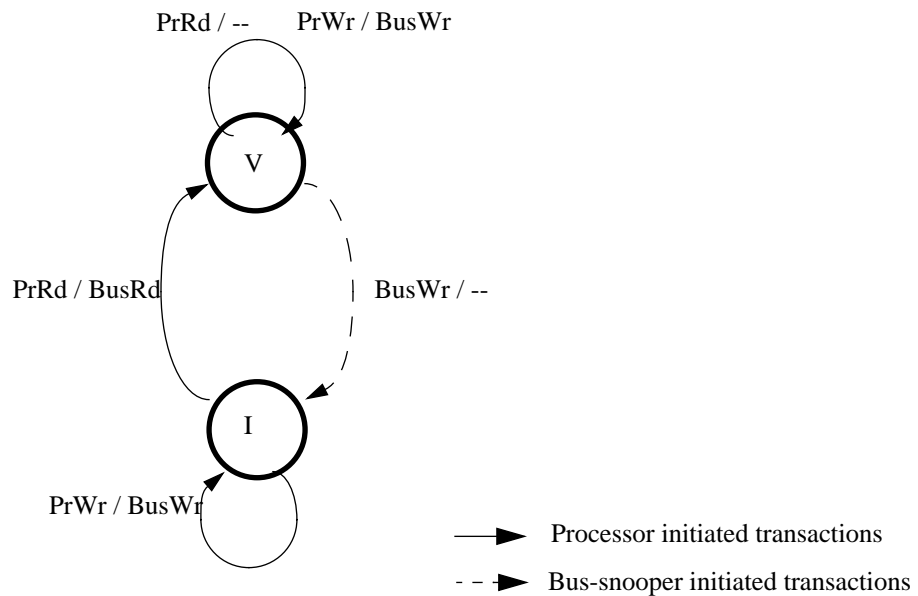 PrRd / --
PrWr / BusWr
V
PrRd / BusRd
BusWr / --
I
PrWr / BusWr
Processor initiated transactions
Bus-snooper initiated transactions